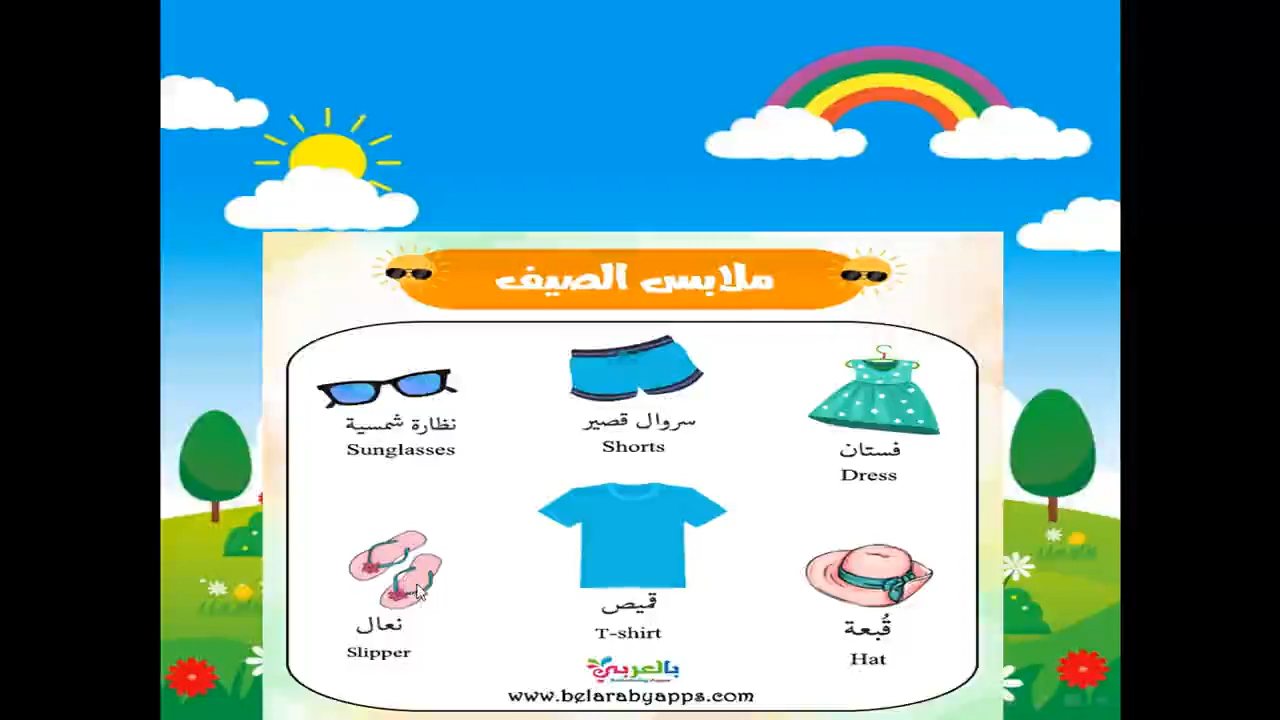 ملابس الصيف
فستان
Dress
سروال قصير
Shorts
نظارة شمسية
Sunglasses
قُبعة
Hat
قميص
T-shirt
نعال
Slipper
بالعربي
www.belarabyapps.com